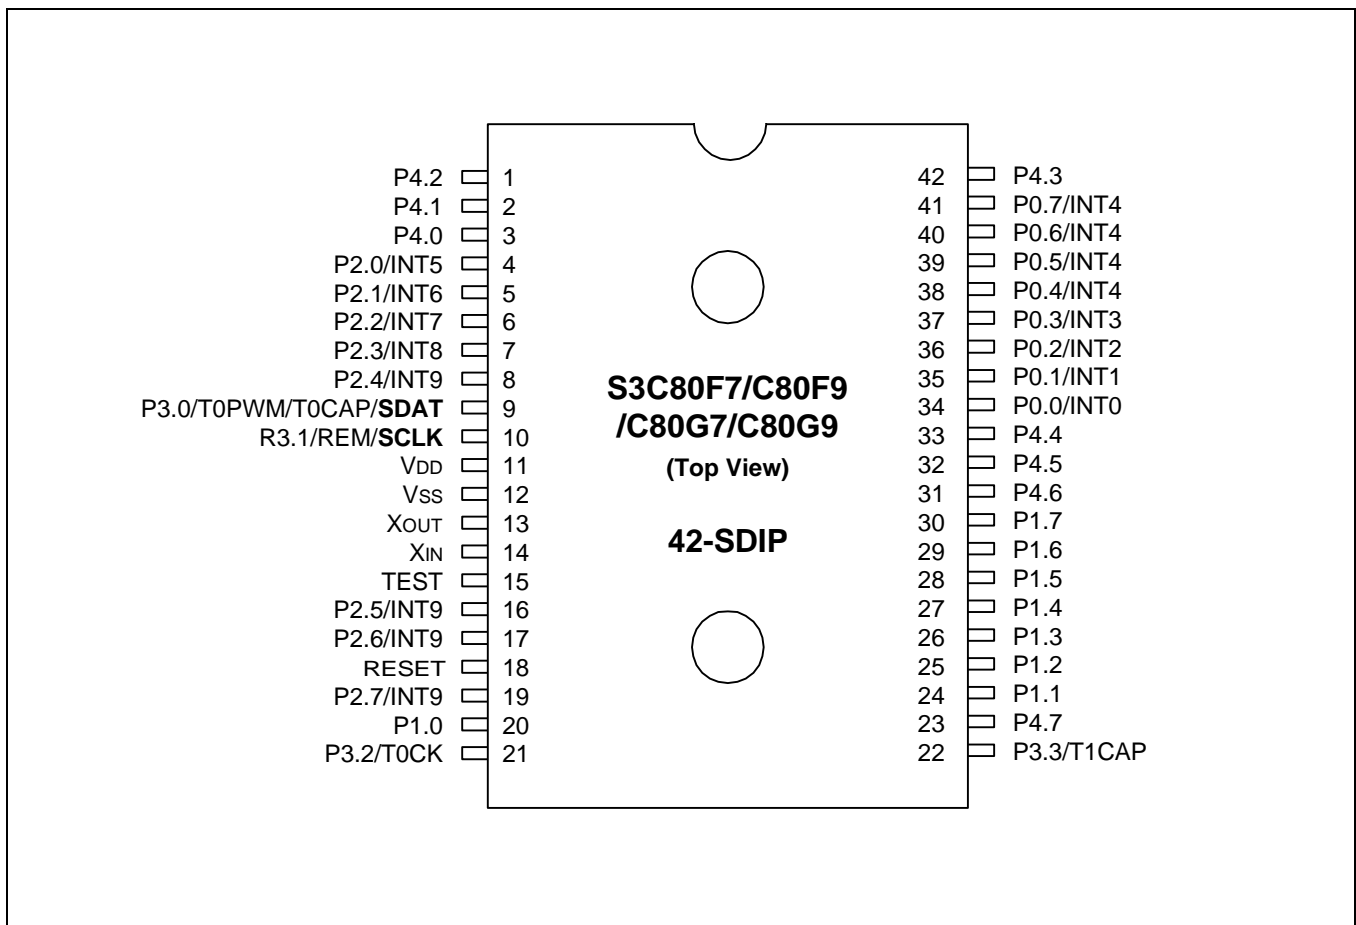 P4.2 1 42 P4.3
P4.1 2 41 P0.7/INT4
P4.0 3 40 P0.6/INT4
P2.0/INT5 4 39 P0.5/INT4
P2.1/INT6 5 38 P0.4/INT4
P2.2/INT7 6 37 P0.3/INT3
P2.3/INT8 7 36 P0.2/INT2
P2.4/INT9 8 35 P0.1/INT1
P3.0/T0PWM/T0CAP/SDAT 9 34 P0.0/INT0
R3.1/REM/SCLK 10 33 P4.4
VDD 11 32 P4.5
VSS 12 31 P4.6
XOUT 13 30 P1.7
XIN 14 29 P1.6
TEST 15 28 P1.5
P2.5/INT9 16 27 P1.4
P2.6/INT9 17 26 P1.3
RESET 18 25 P1.2
P2.7/INT9 19 24 P1.1
P1.0 20 23 P4.7
P3.2/T0CK 21 22 P3.3/T1CAP
S3C80F7/C80F9
/C80G7/C80G9
(Top View)
42-SDIP